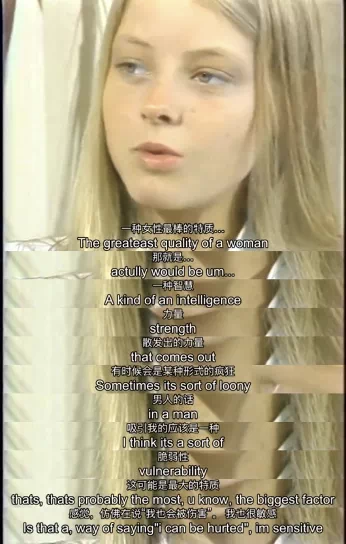 一种女性最棒的特质...
The greateast quality of a woman
那就是...
actully would be um...
一种智慧
A kind of an intelligence
力量
strength
散发出的力量
that comes out
有时候会是某种形式的疯狂
Sometimes its sort of loony
男人的话
in a man
吸引我的应该是一种
I think its a sort of
脆弱性
vulnerability
这可能是最大的特质
thats, thats probably the most, u know, the biggest factor
感觉，仿佛在说“我也会被伤害”，我也很敏感
Is that a, way of saying"i can be hurted", im sensitive